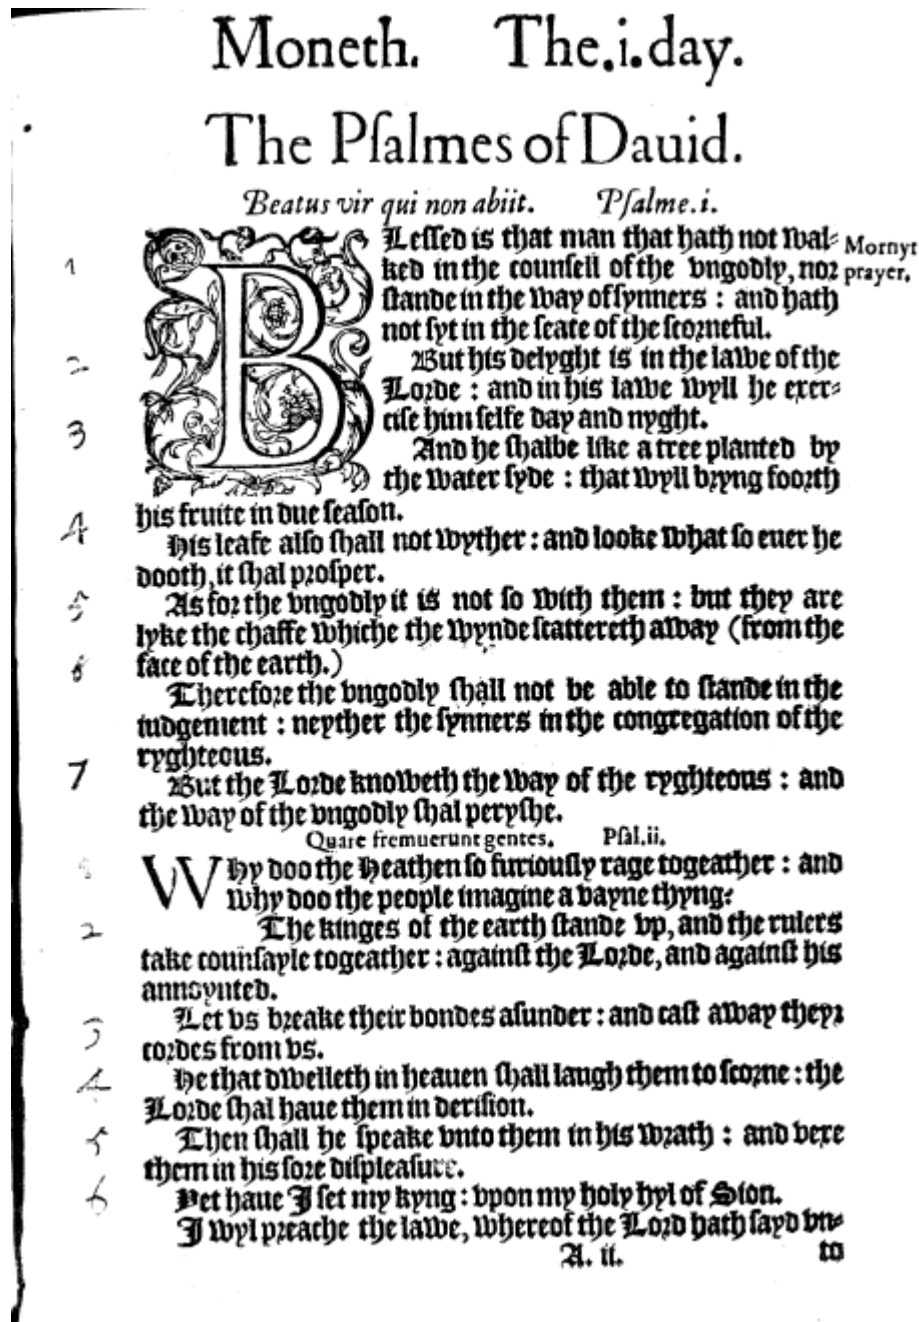 Moneth. The.i.day.
The Pſalmes of Dauid.
Beatus vir qui non abiit. Pſalme.i.
BLeſſed is that man that hath not wal⸗
ked in the counſell of the vngodly, nor
ſtande in the way of ſynners : and hath
not ſyt in the ſeate of the ſcorneful.
Mornyr
prayer.
1
But his delyght is in the lawe of the
Lorde : and in his lawe wyll he exer⸗
ciſe him ſelfe day and nyght.
2
And he ſhalbe like a tree planted by
the water ſyde : that wyll bryng foorth
his fruite in due ſeaſon.
3
His leafe alſo ſhall not wyther : and looke what ſo euer he
dooth, it ſhal proſper.
4
As for the vngodly it is not ſo with them : but they are
lyke the chaffe whiche the wynde ſcattereth away (from the
face of the earth.)
5
Therefore the vngodly ſhall not be able to ſtande in the
iudgement : neyther the ſynners in the congregation of the
ryghteous.
6
But the Lorde knoweth the way of the ryghteous : and
the way of the vngodly ſhal peryſhe.
7
Quare fremuerunt gentes. Pſal.ii.
WHy doo the Heathen ſo furiouſly rage togeather : and
why doo the people imagine a vayne thyng?
1
The kinges of the earth ſtande vp, and the rulers
take counſayle togeather : againſt the Lorde, and againſt his
annoynted.
2
Let vs breake their bondes aſunder : and caſt away theyr
cordes from vs.
3
He that dwelleth in heauen ſhall laugh them to ſcorne : the
Lorde ſhal haue them in deriſion.
4
Then ſhall he ſpeake vnto them in his wrath : and vexe
them in his ſore diſpleaſure.
5
Yet haue I ſet my kyng : vpon my holy hyl of Sion.
6
I wyl preache the lawe, whereof the Lord hath ſayd vn⸗
A. ii. to